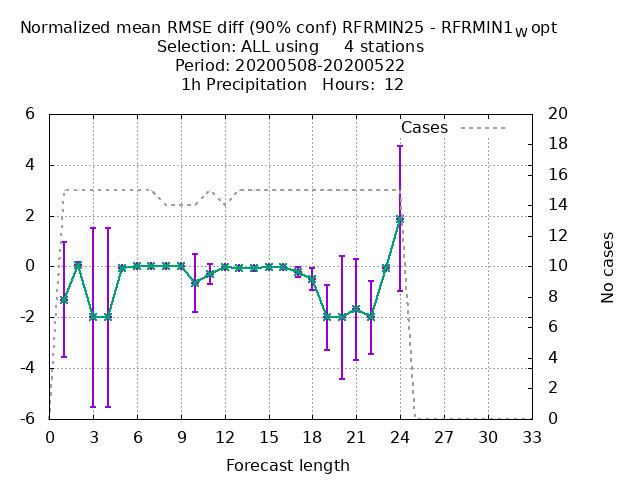 Normalized mean RMSE diff (90% conf) RFRMIN25 - RFRMIN1w opt
Selection: ALL using 4 stations
Period: 20200508-20200522
1h Precipitation Hours: 12
Cases
6
4
2
0
-2
-4
-6
20
18
16
14
12
10
8
6
4
2
0
No cases
0 3 6 9 12 15 18 21 24 27 30 33
Forecast length